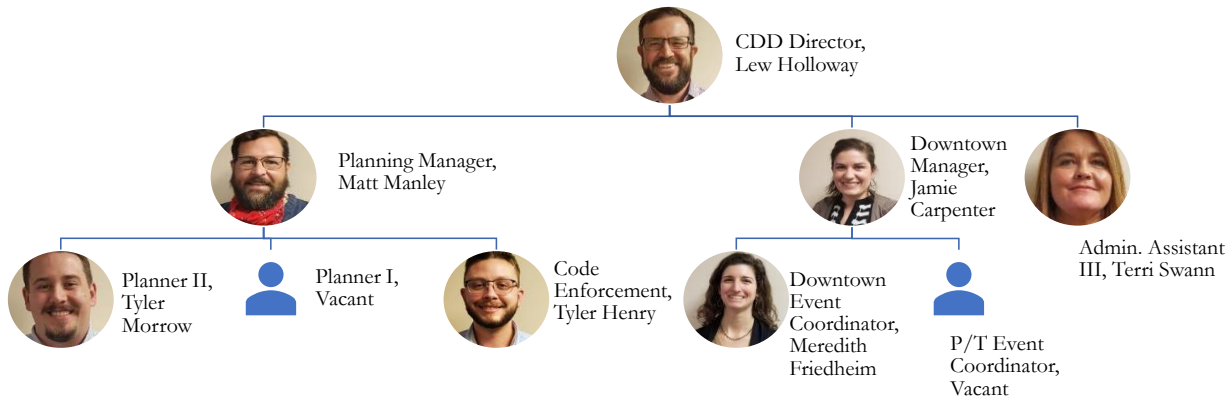 CDD Director,
Lew Holloway
Planning Manager,
Matt Manley
Downtown
Manager,
Jamie
Carpenter
Admin. Assistant
III, Terri Swann
Planner II,
Tyler
Morrow
Planner I,
Vacant
Code
Enforcement,
Tyler Henry
Downtown
Event
Coordinator,
Meredith
Friedheim
P/T Event
Coordinator,
Vacant